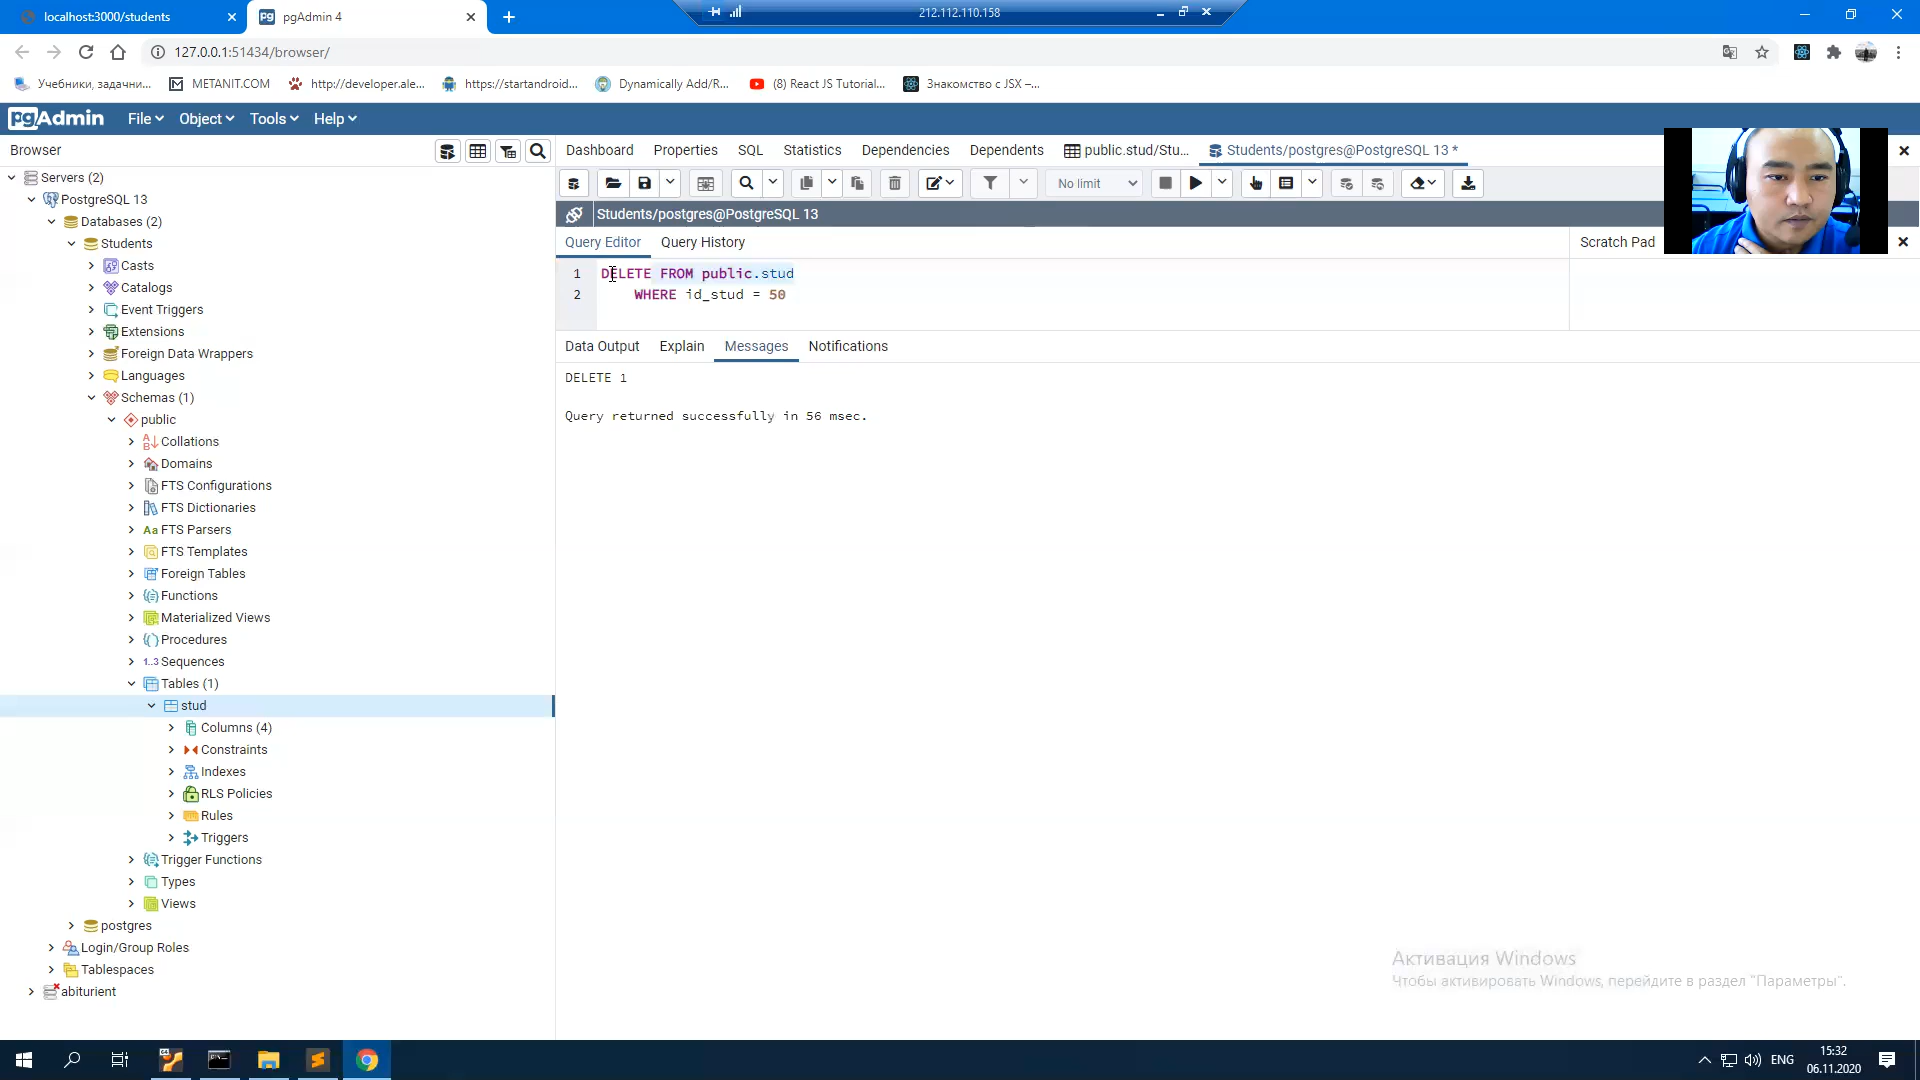 localhost:3000/students
pgAdmin 4
212.112.110.158
127.0.0.1:51434/browser/
Учебники, задачни...
METANIT.COM
http://developer.ale...
https://startandroid...
Dynamically Add/R...
(8) React JS Tutorial...
Знакомство с JSX –...
pgAdmin
File
Object
Tools
Help
Browser
Dashboard
Properties
SQL
Statistics
Dependencies
Dependents
public.stud/Stu...
Students/postgres@PostgreSQL 13 *
No limit
Students/postgres@PostgreSQL 13
Query Editor
Query History
Scratch Pad
1 DELETE FROM public.stud
2 WHERE id_stud = 50
Data Output
Explain
Messages
Notifications
DELETE 1
Query returned successfully in 56 msec.
Servers (2)
PostgreSQL 13
Databases (2)
Students
Casts
Catalogs
Event Triggers
Extensions
Foreign Data Wrappers
Languages
Schemas (1)
public
Collations
Domains
FTS Configurations
FTS Dictionaries
Aa FTS Parsers
FTS Templates
Foreign Tables
Functions
Materialized Views
Procedures
1..3 Sequences
Tables (1)
stud
Columns (4)
Constraints
Indexes
RLS Policies
Rules
Triggers
Trigger Functions
Types
Views
postgres
Login/Group Roles
Tablespaces
abiturient
Активация Windows
Чтобы активировать Windows, перейдите в раздел "Параметры".
ENG
15:32
06.11.2020